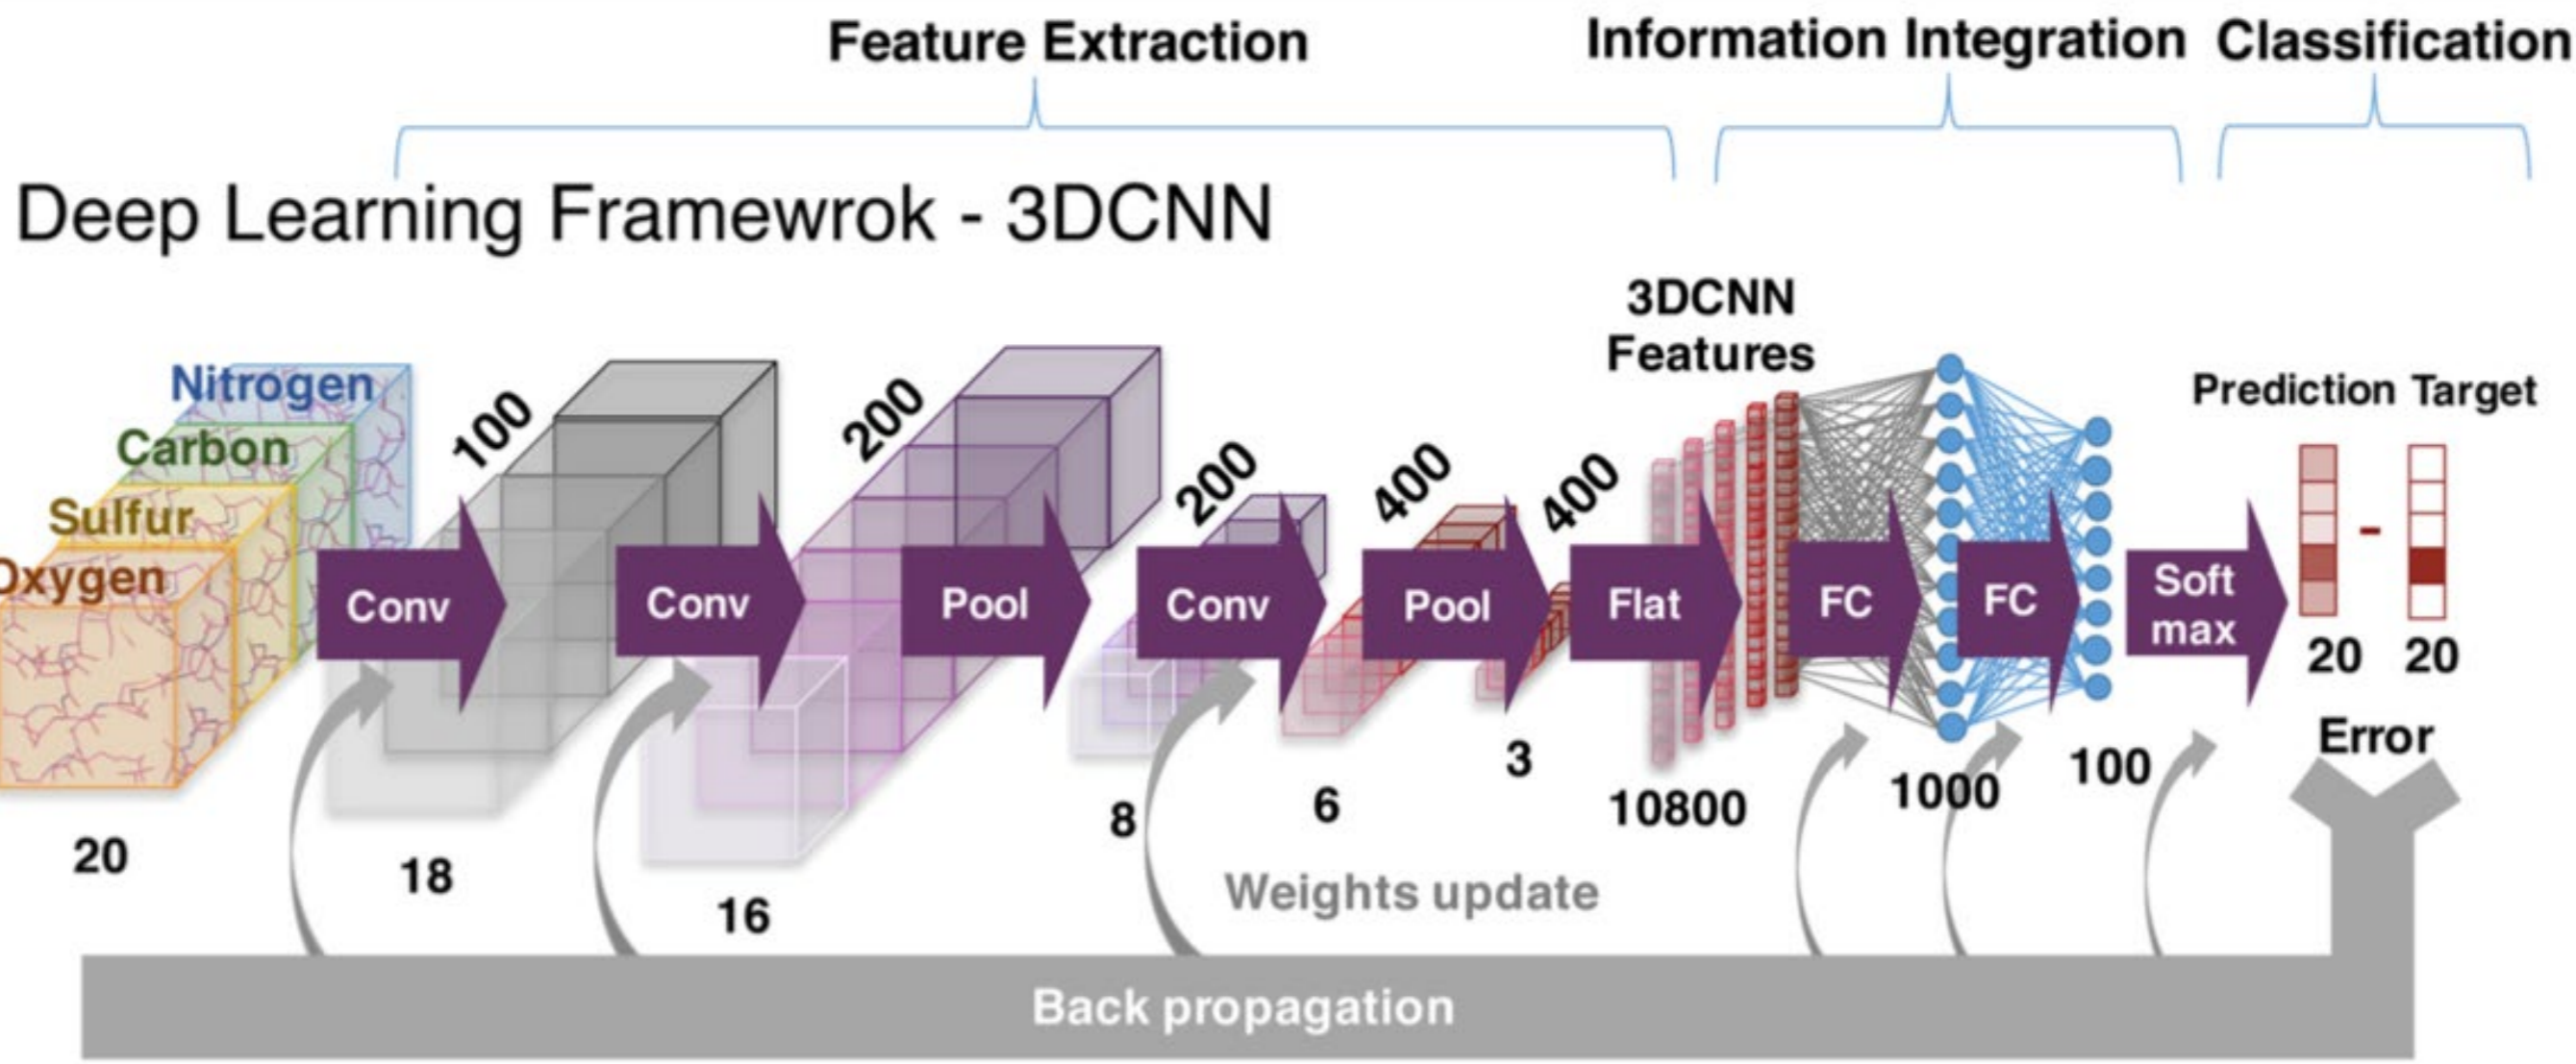 Feature Extraction
Information Integration
Classification
Deep Learning Framewrok - 3DCNN
3DCNN
Features
Nitrogen
Carbon
Sulfur
Oxygen
100
200
200
400
400
Prediction Target
Conv
Conv
Pool
Conv
Pool
Flat
FC
FC
Soft
max
-
20
18
16
8
6
3
10800
1000
100
20
20
Error
Weights update
Back propagation